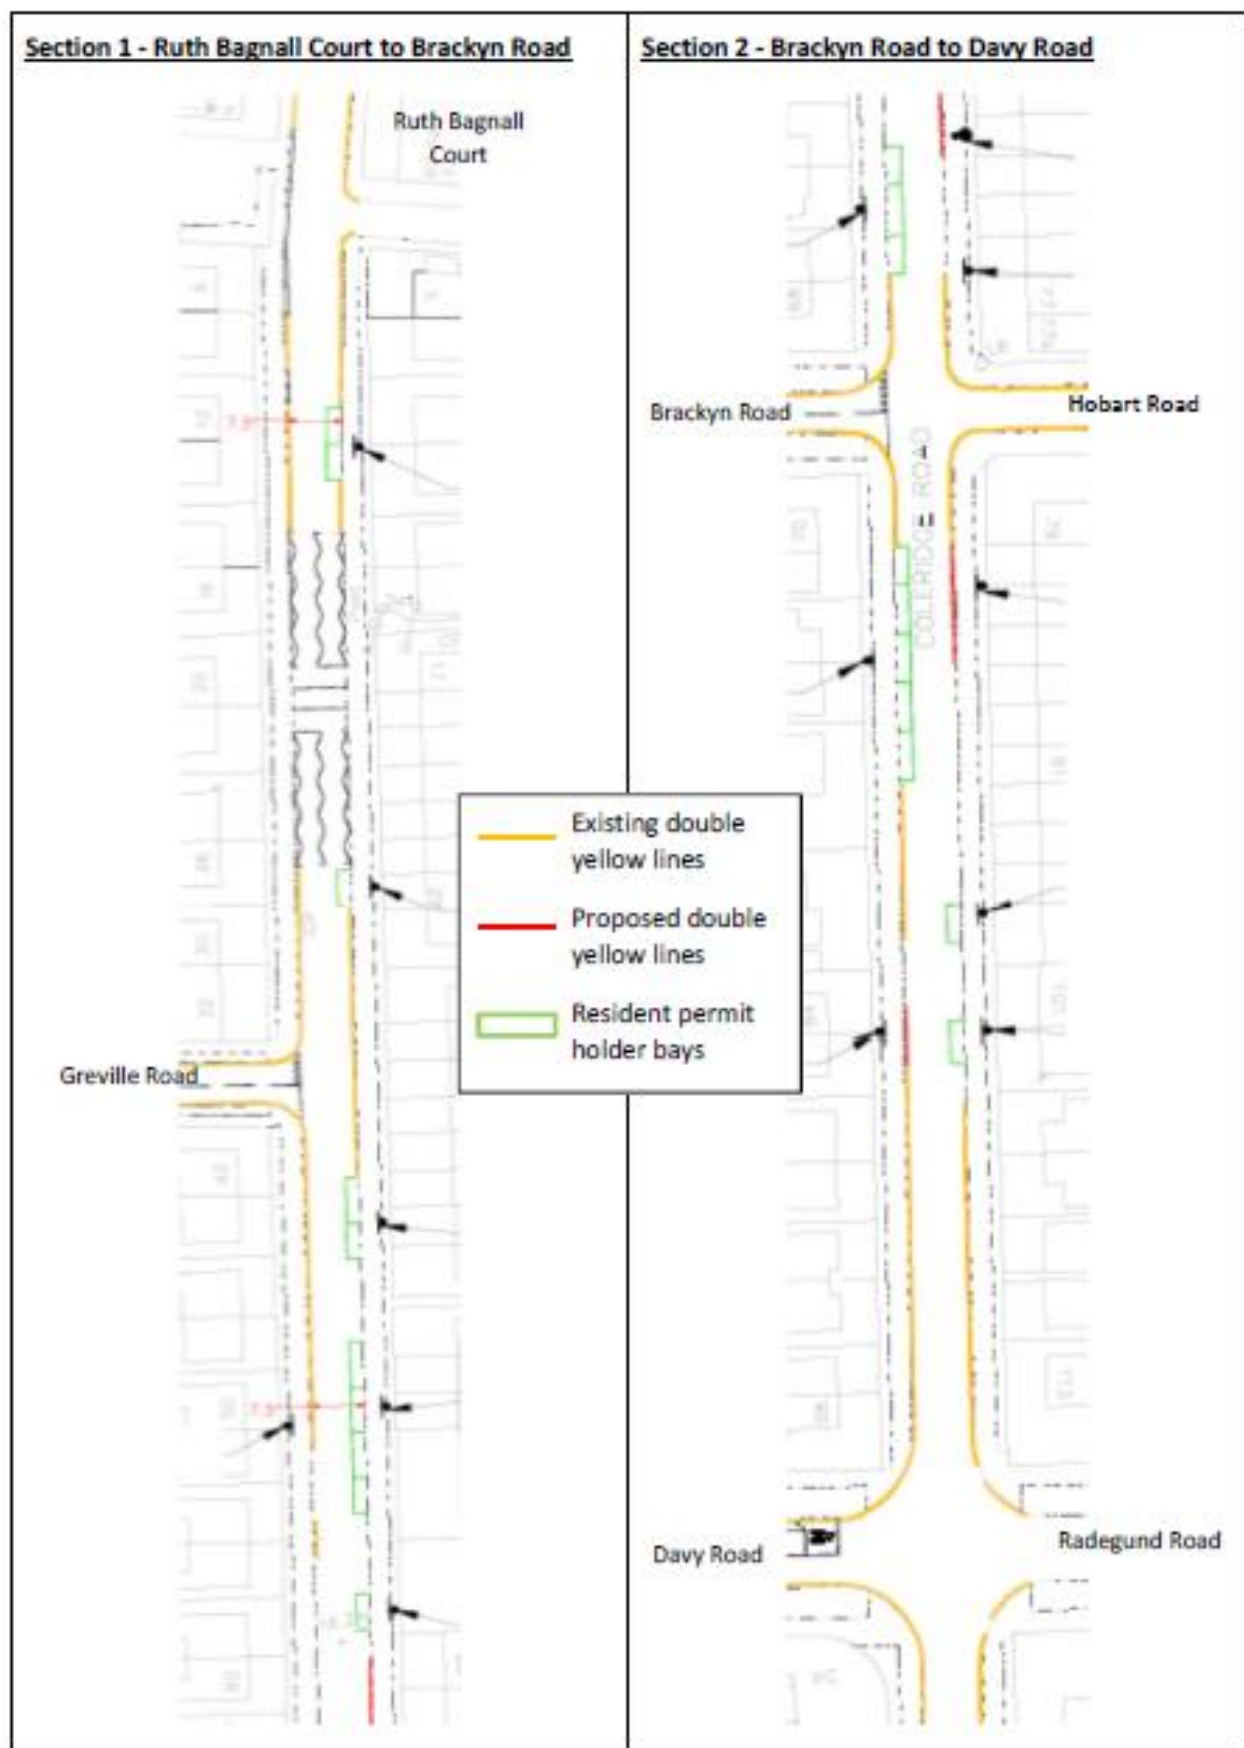 Section 1 - Ruth Bagnall Court to Brackyn Road
Ruth Bagnall
Court
Greville Road
Section 2 - Brackyn Road to Davy Road
Brackyn Road
Hobart Road
COLERIDGE ROAD
Davy Road
Radegund Road
Existing double
yellow lines
Proposed double
yellow lines
Resident permit
holder bays